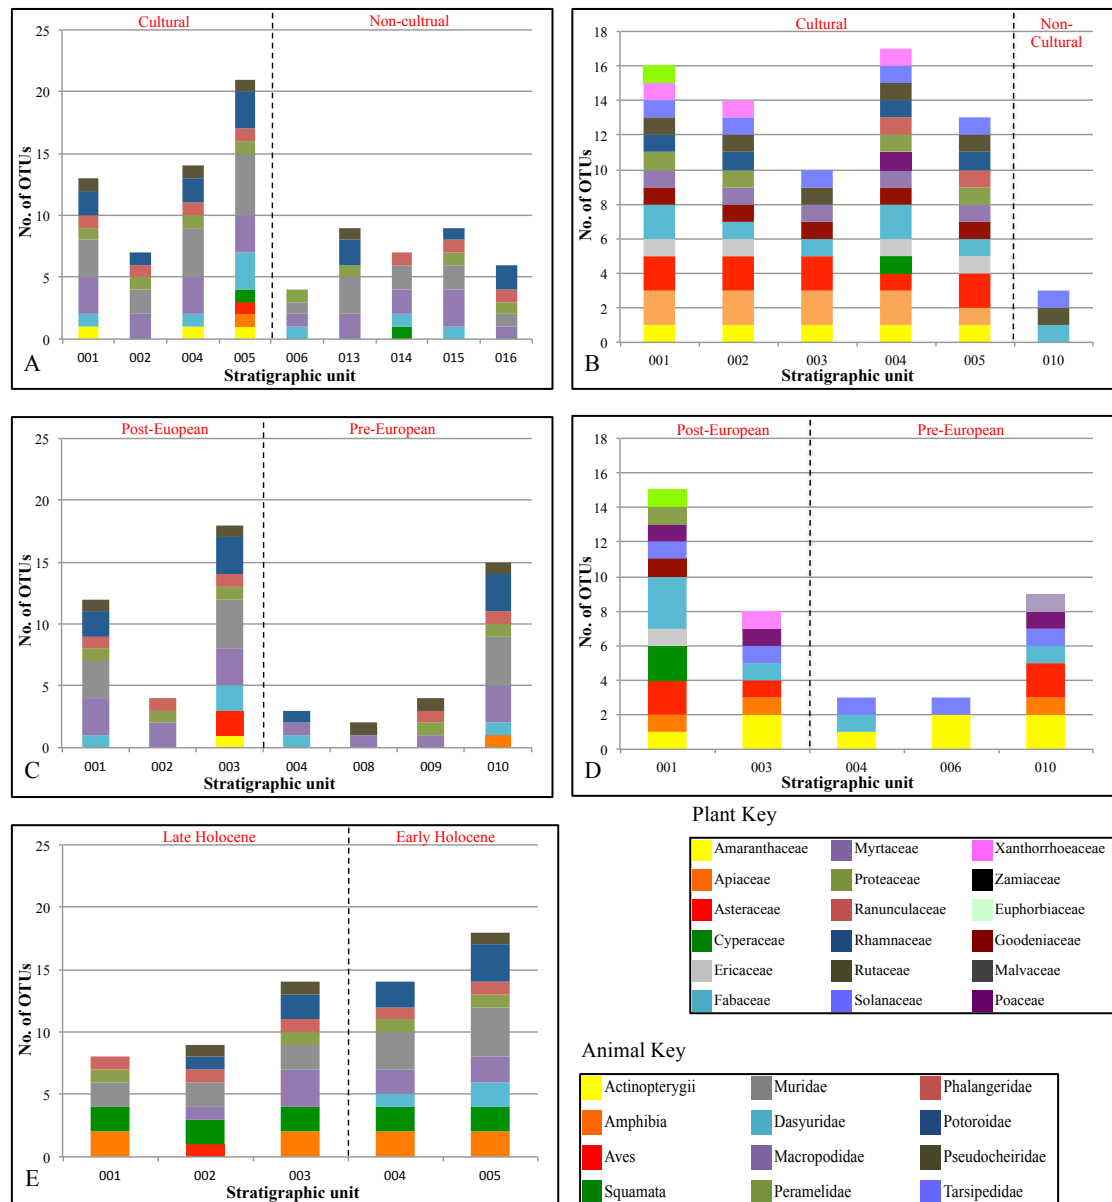 Cultural
Non-cultrual
25
20
15
10
5
0
No. of OTUs
001 002 004 005 006 013 014 015 016
Stratigraphic unit
A
Cultural
Non-
Cultural
18
16
14
12
10
8
6
4
2
0
No. of OTUs
001 002 003 004 005 010
Stratigraphic unit
B
Post-Euopean
Pre-European
25
20
15
10
5
0
No. of OTUs
001 002 003 004 008 009 010
Stratigraphic unit
C
Post-European
Pre-European
18
16
14
12
10
8
6
4
2
0
No. of OTUs
001 003 004 006 010
Stratigraphic unit
D
Late Holocene
Early Holocene
25
20
15
10
5
0
No. of OTUs
001 002 003 004 005
Stratigraphic unit
E
Plant Key
Amaranthaceae Myrtaceae Xanthorrhoeaceae
Apiaceae Proteaceae Zamiaceae
Asteraceae Ranunculaceae Euphorbiaceae
Cyperaceae Rhamnaceae Goodeniaceae
Ericaceae Rutaceae Malvaceae
Fabaceae Solanaceae Poaceae
Animal Key
Actinopterygii Muridae Phalangeridae
Amphibia Dasyuridae Potoroidae
Aves Macropodidae Pseudocheiridae
Squamata Peramelidae Tarsipedidae